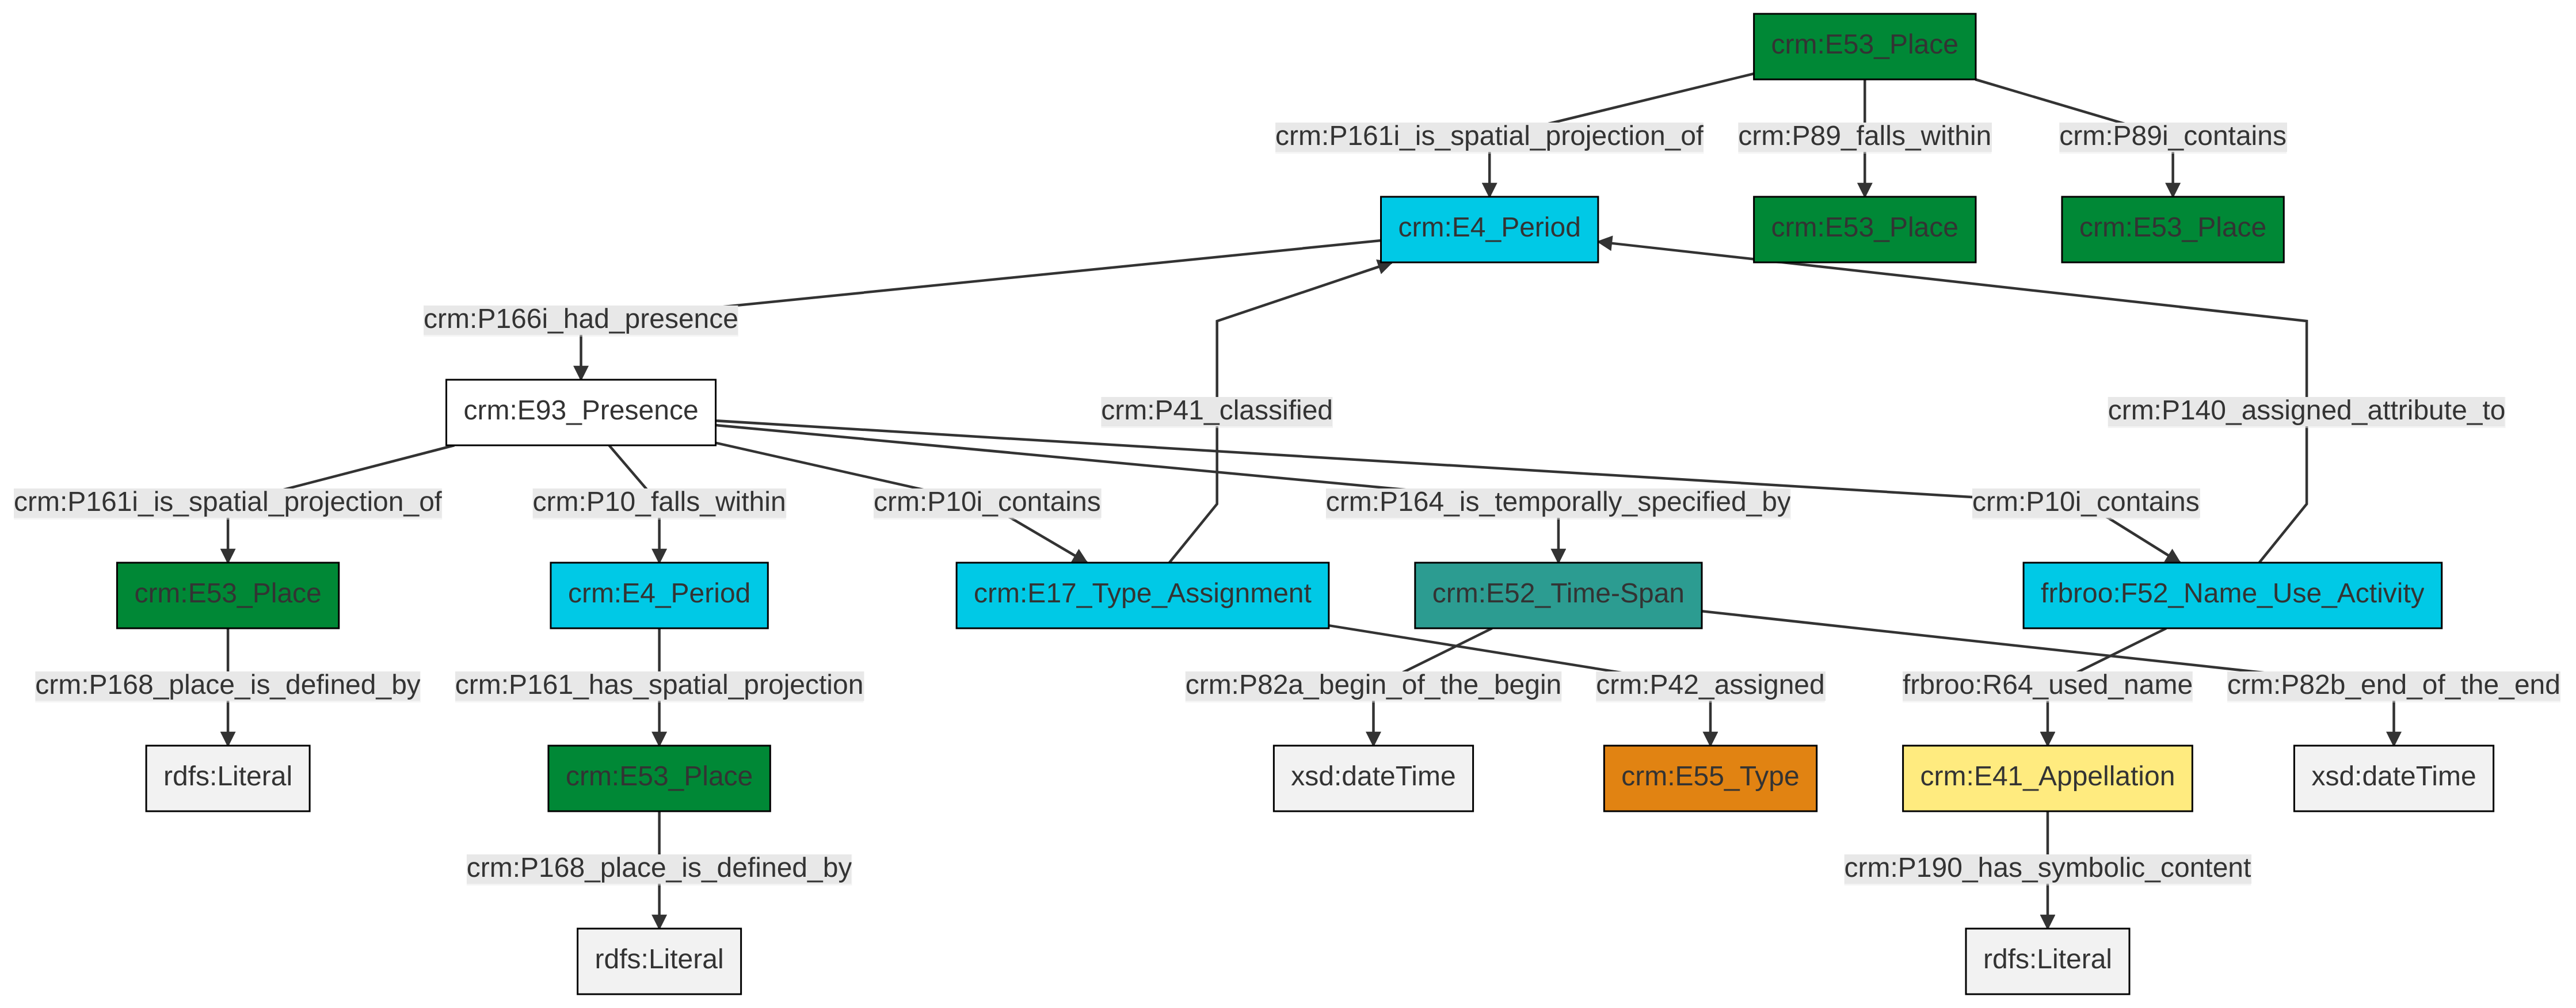 crm:E53_Place
crm:P161i_is_spatial_projection_of
crm:P89_falls_within
crm:P89i_contains
crm:E4_Period
crm:E53_Place
crm:E53_Place
crm:P166i_had_presence
crm:E93_Presence
crm:P41_classified
crm:P140_assigned_attribute_to
crm:P161i_is_spatial_projection_of
crm:P10_falls_within
crm:P10i_contains
crm:P164_is_temporally_specified_by
crm:P10i_contains
crm:E53_Place
crm:E4_Period
crm:E17_Type_Assignment
crm:E52_Time-Span
frbroo:F52_Name_Use_Activity
crm:P168_place_is_defined_by
crm:P161_has_spatial_projection
crm:P82a_begin_of_the_begin
crm:P42_assigned
frbroo:R64_used_name
crm:P82b_end_of_the_end
rdfs:Literal
crm:E53_Place
xsd:dateTime
crm:E55_Type
crm:E41_Appellation
xsd:dateTime
crm:P168_place_is_defined_by
crm:P190_has_symbolic_content
rdfs:Literal
rdfs:Literal